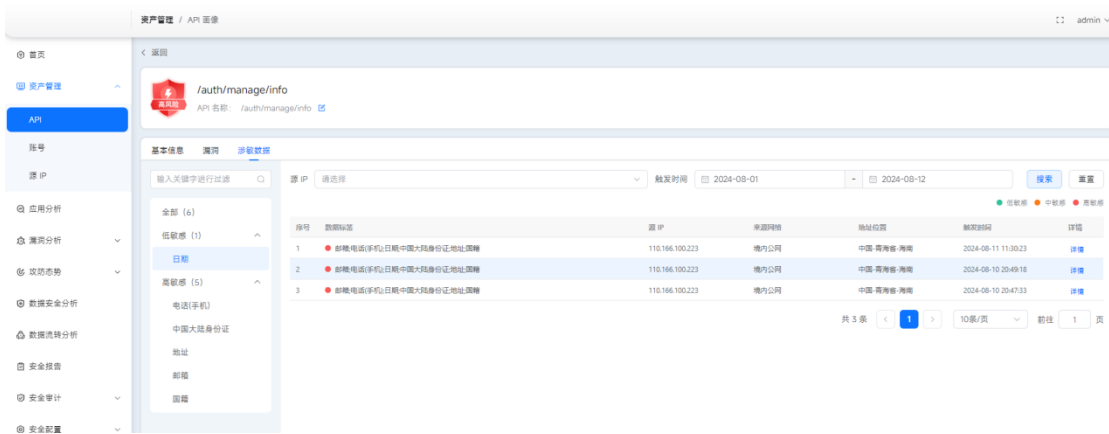 资产管理 / API 画像
admin
首页
资产管理
API
账号
源 IP
应用分析
漏洞分析
攻防态势
数据安全分析
数据流转分析
安全报告
安全审计
安全配置
返回
高风险
/auth/manage/info
API 名称: /auth/manage/info
基本信息 漏洞 涉敏数据
输入关键字进行过滤
全部 (6)
低敏感 (1)
日期
高敏感 (5)
电话(手机)
中国大陆身份证
地址
邮箱
国籍
源 IP 请选择 触发时间 2024-08-01 - 2024-08-12 搜索 重置
低敏感 中敏感 高敏感
序号 数据标签 源 IP 来源网络 地址位置 触发时间 详情
1 邮箱;电话(手机);日期;中国大陆身份证;地址;国籍 110.166.100.223 境内公网 中国-青海省-海南 2024-08-11 11:30:23 详情
2 邮箱;电话(手机);日期;中国大陆身份证;地址;国籍 110.166.100.223 境内公网 中国-青海省-海南 2024-08-10 20:49:18 详情
3 邮箱;电话(手机);日期;中国大陆身份证;地址;国籍 110.166.100.223 境内公网 中国-青海省-海南 2024-08-10 20:47:33 详情
共 3 条 < 1 > 10条/页 前往 1 页